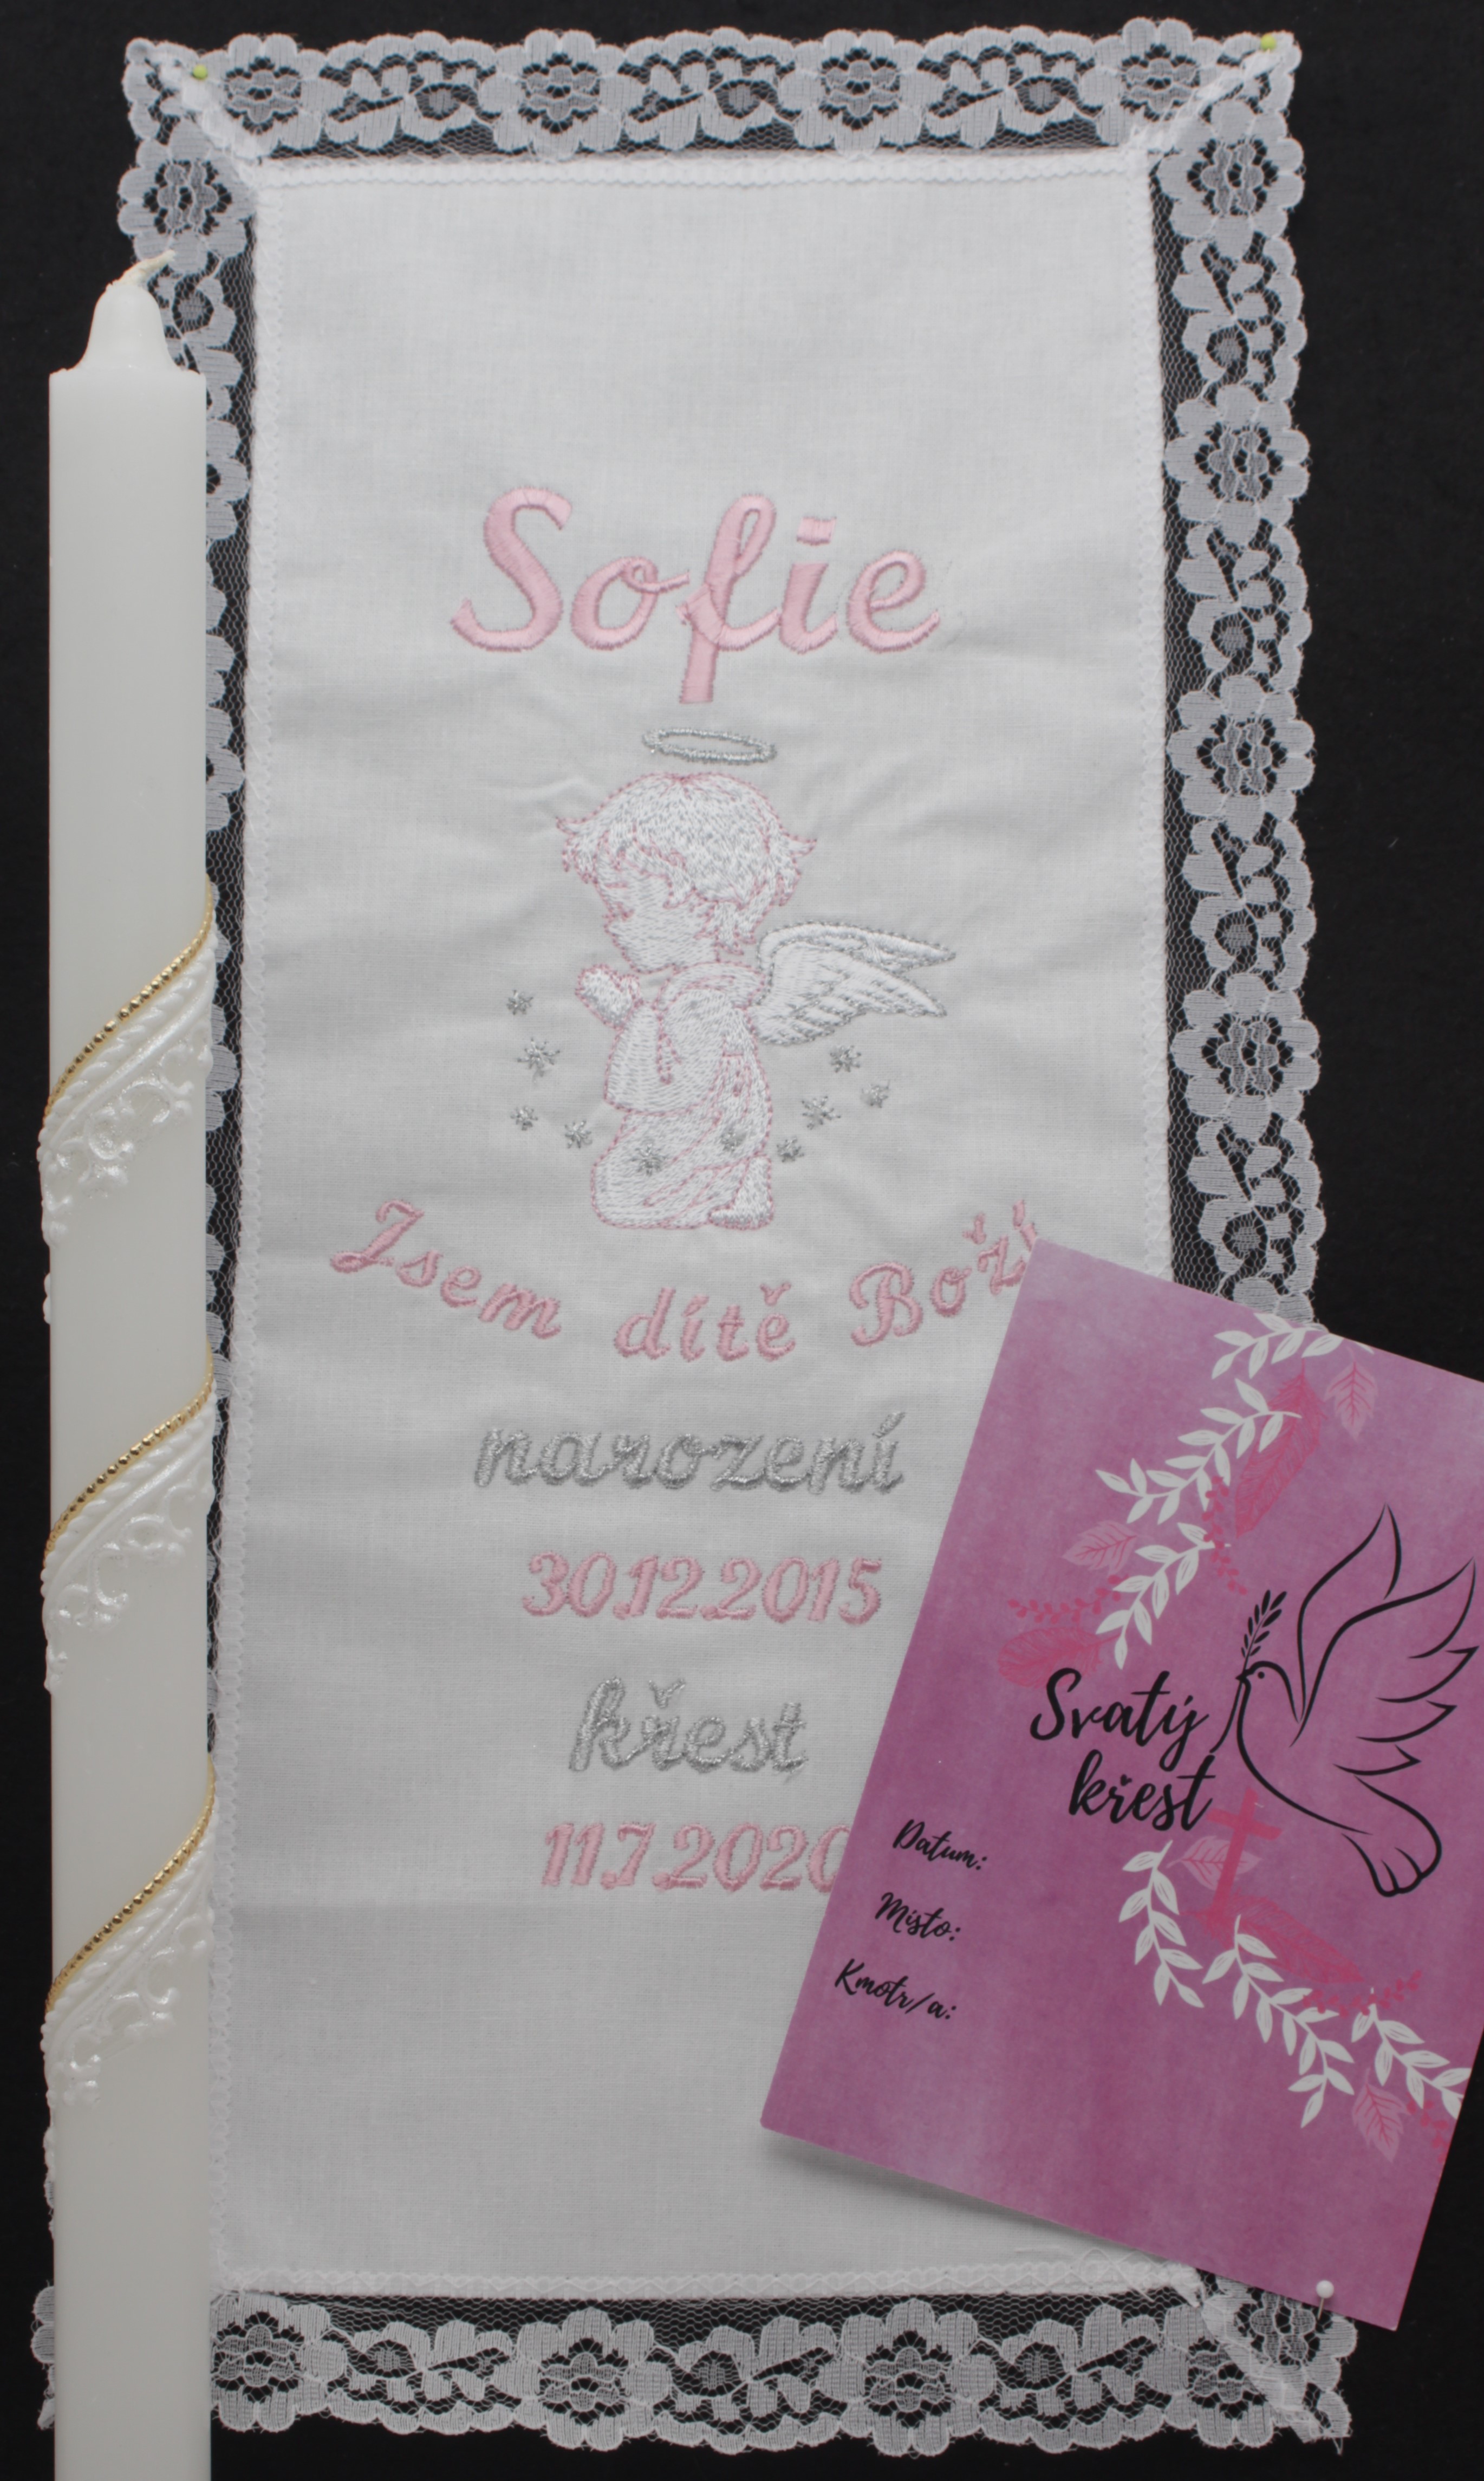 Sofie
Jsem dítě Boží
narození
30.12.2015
křest
11.7.2020
Svatý
křest
Datum:
Místo:
Kmotr/a: